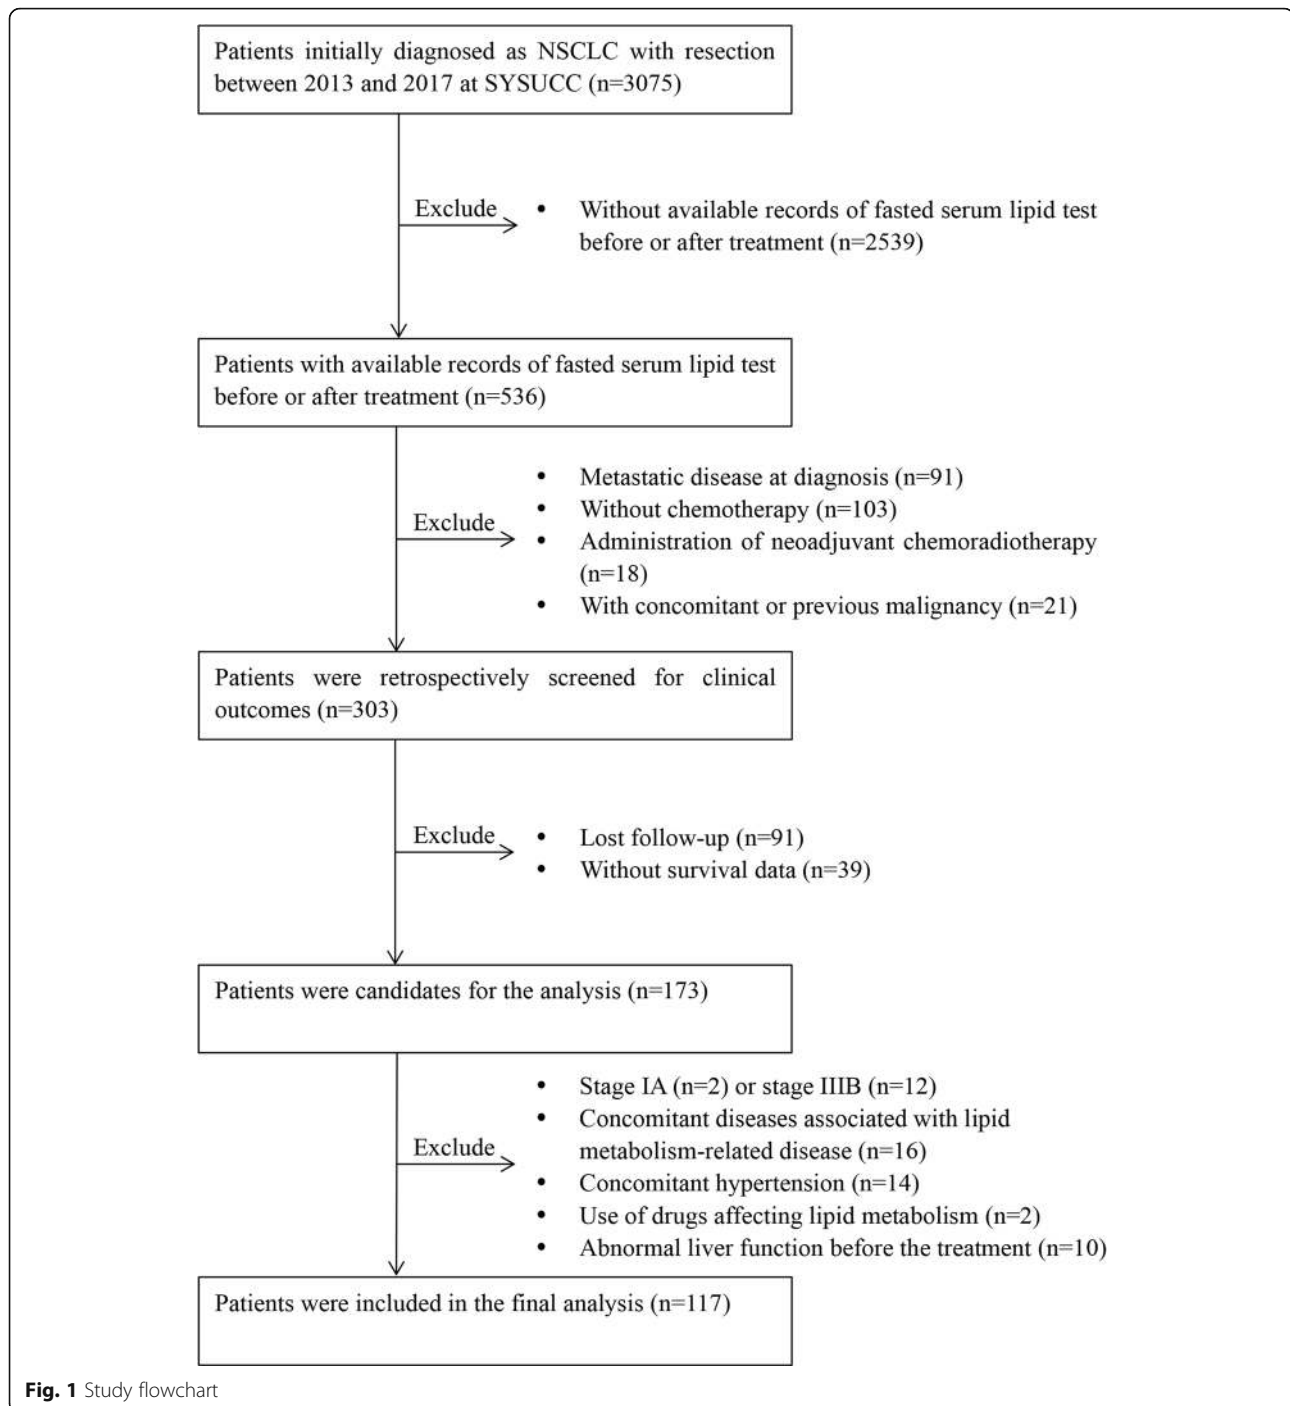 Patients initially diagnosed as NSCLC with resection
between 2013 and 2017 at SYSUCC (n=3075)
Exclude
• Without available records of fasted serum lipid test
before or after treatment (n=2539)
Patients with available records of fasted serum lipid test
before or after treatment (n=536)
Exclude
• Metastatic disease at diagnosis (n=91)
• Without chemotherapy (n=103)
• Administration of neoadjuvant chemoradiotherapy
(n=18)
• With concomitant or previous malignancy (n=21)
Patients were retrospectively screened for clinical
outcomes (n=303)
Exclude
• Lost follow-up (n=91)
• Without survival data (n=39)
Patients were candidates for the analysis (n=173)
Exclude
• Stage IA (n=2) or stage IIIB (n=12)
• Concomitant diseases associated with lipid
metabolism-related disease (n=16)
• Concomitant hypertension (n=14)
• Use of drugs affecting lipid metabolism (n=2)
• Abnormal liver function before the treatment (n=10)
Patients were included in the final analysis (n=117)
Fig. 1 Study flowchart